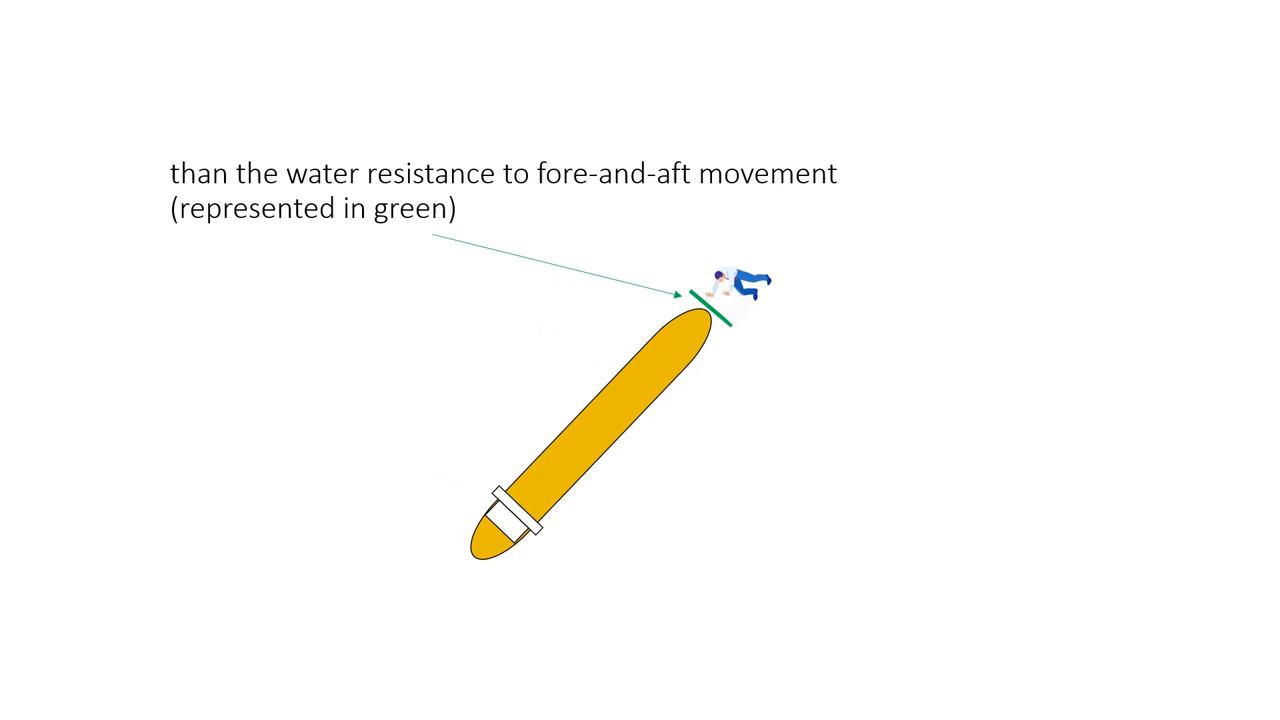 than the water resistance to fore-and-aft movement
(represented in green)